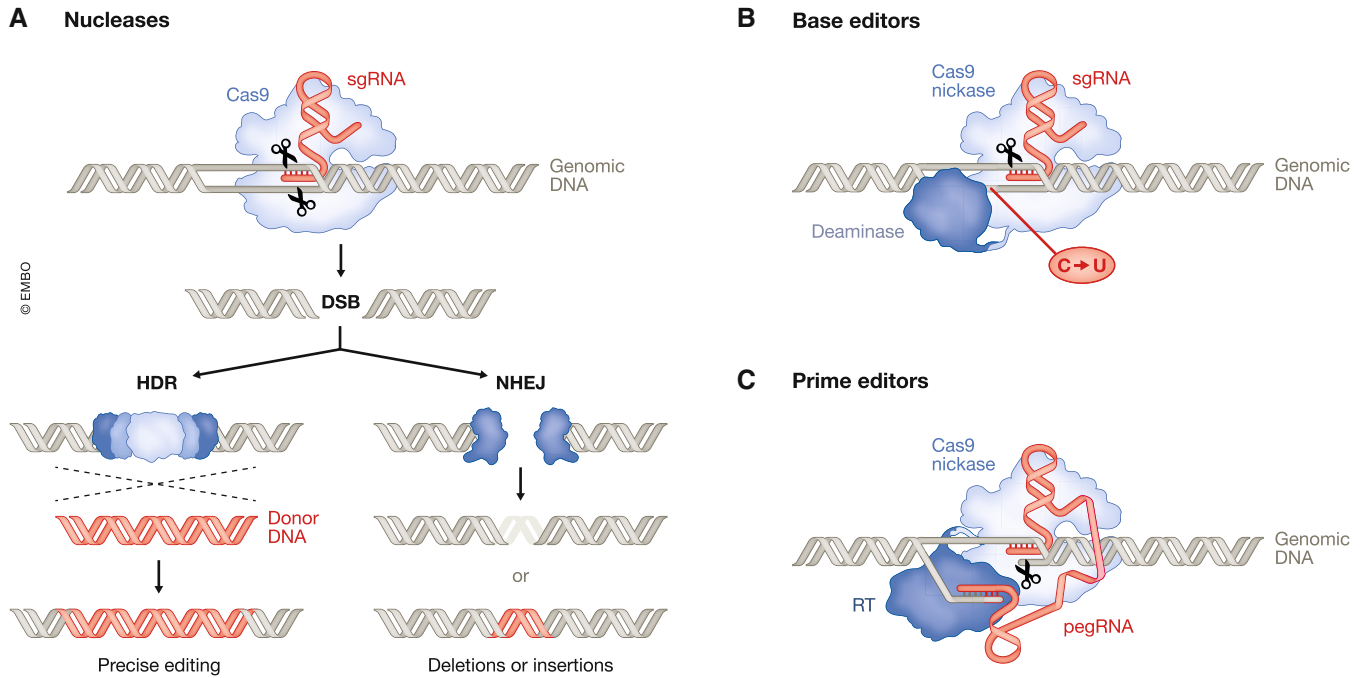 A Nucleases
sgRNA
Cas9
Genomic
DNA
© EMBO
DSB
HDR
NHEJ
Donor
DNA
or
Precise editing
Deletions or insertions
B Base editors
Cas9
nickase
sgRNA
Genomic
DNA
Deaminase
C → U
C Prime editors
Cas9
nickase
Genomic
DNA
RT
pegRNA